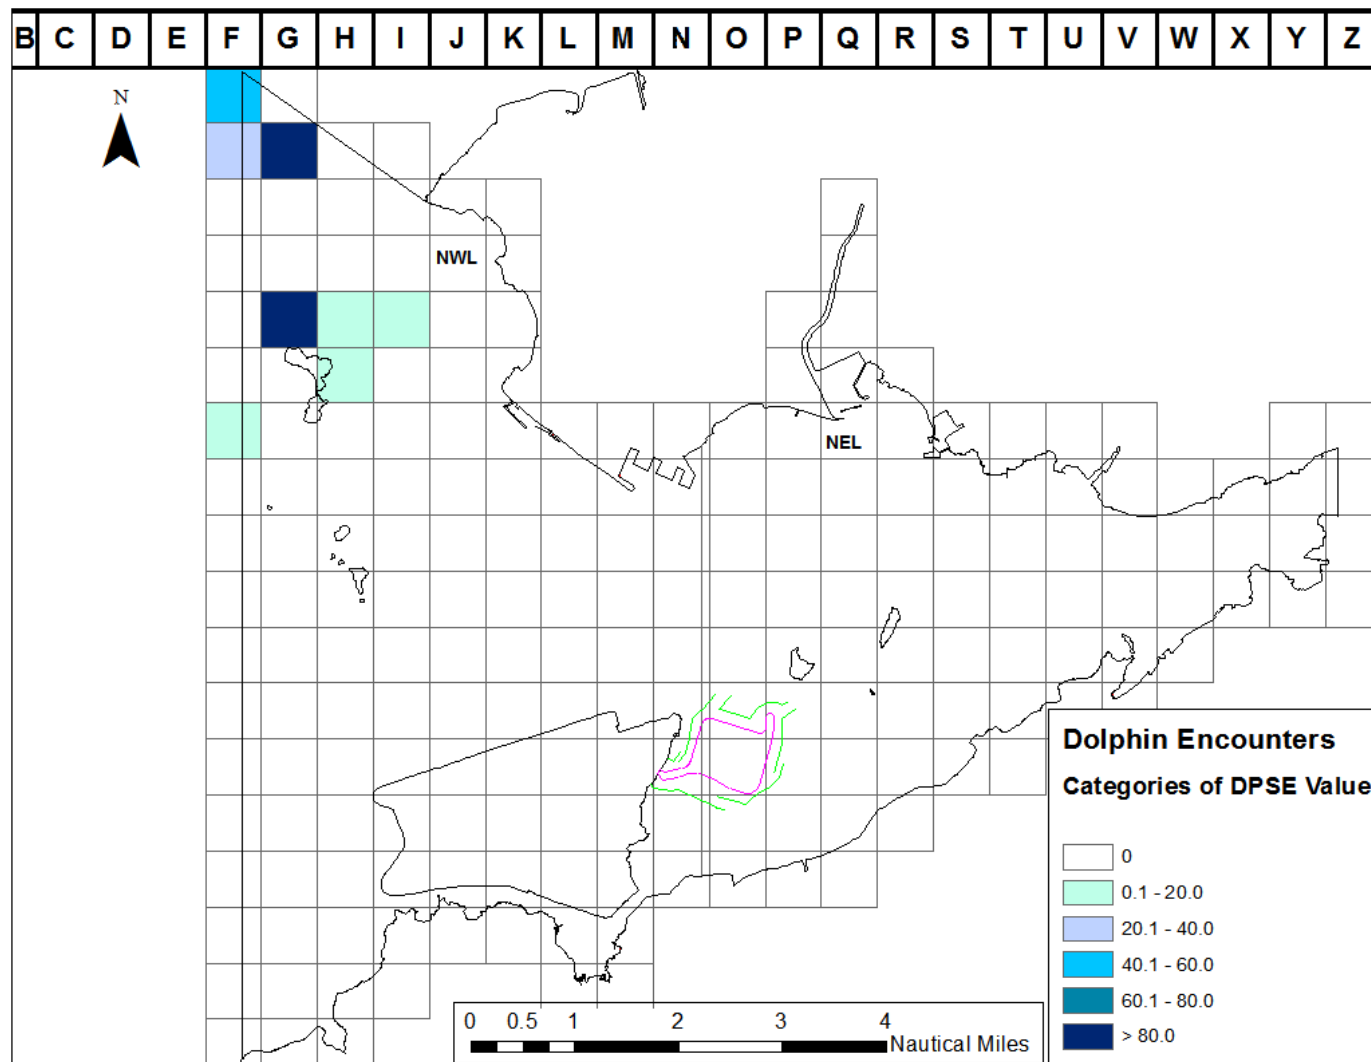 B C D E F G H I J K L M N O P Q R S T U V W X Y Z
N
NWL
NEL
Dolphin Encounters
Categories of DPSE Value
0
0.1 - 20.0
20.1 - 40.0
40.1 - 60.0
60.1 - 80.0
> 80.0
0 0.5 1 2 3 4
Nautical Miles